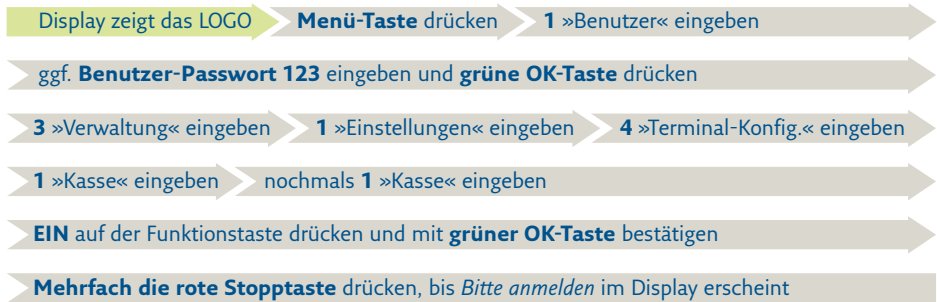 Display zeigt das LOGO Menü-Taste drücken 1 »Benutzer« eingeben
ggf. Benutzer-Passwort 123 eingeben und grüne OK-Taste drücken
3 »Verwaltung« eingeben 1 »Einstellungen« eingeben 4 »Terminal-Konfig.« eingeben
1 »Kasse« eingeben nochmals 1 »Kasse« eingeben
EIN auf der Funktionstaste drücken und mit grüner OK-Taste bestätigen
Mehrfach die rote Stopptaste drücken, bis Bitte anmelden im Display erscheint